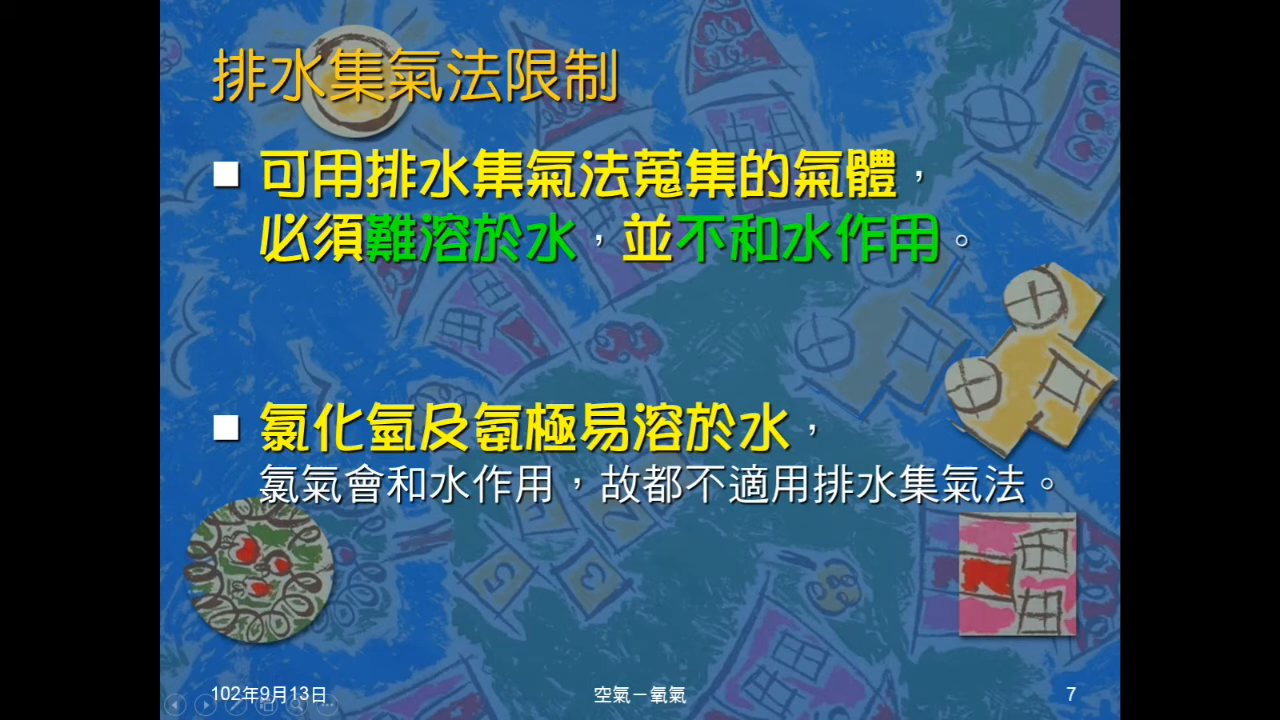 排水集氣法限制
可用排水集氣法蒐集的氣體，
必須難溶於水，並不和水作用。
氯化氫及氨極易溶於水，
氯氣會和水作用，故都不適用排水集氣法。
102年9月13日
空氣－氧氣
7